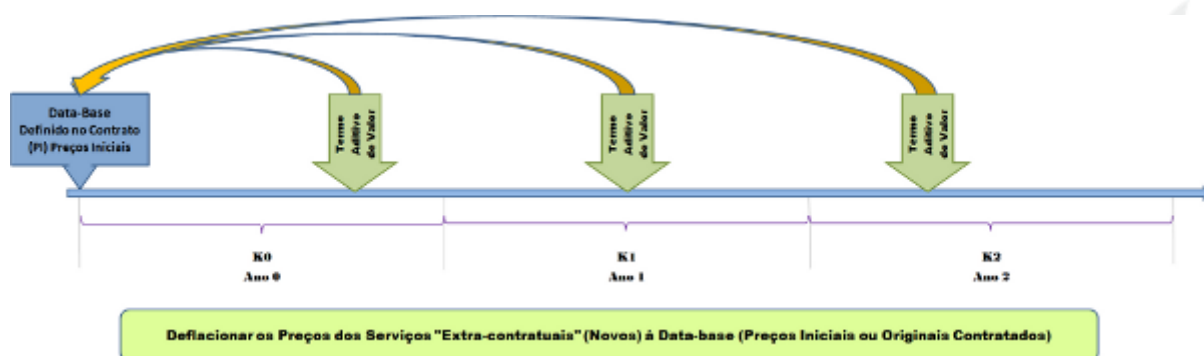 Data-Base
Definido no Contrato
(PI) Preços Iniciais
Termo
Aditivo
de Valor
Termo
Aditivo
de Valor
Termo
Aditivo
de Valor
K0
Ano 0
K1
Ano 1
K2
Ano 2
Deflacionar os Preços dos Serviços "Extra-contratuais" (Novos) á Data-base (Preços Iniciais ou Originais Contratados)